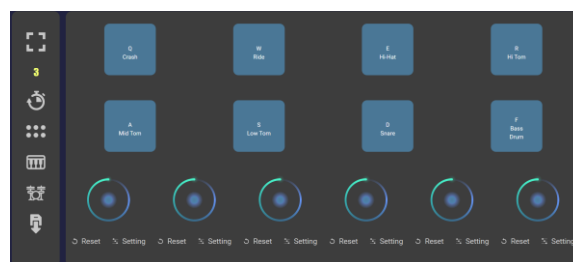 3
Q
Crash
W
Ride
E
Hi-Hat
R
Hi Tom
A
Mid Tom
S
Low Tom
D
Snare
F
Bass
Drum
Reset Setting Reset Setting Reset Setting Reset Setting Reset Setting Reset Setting